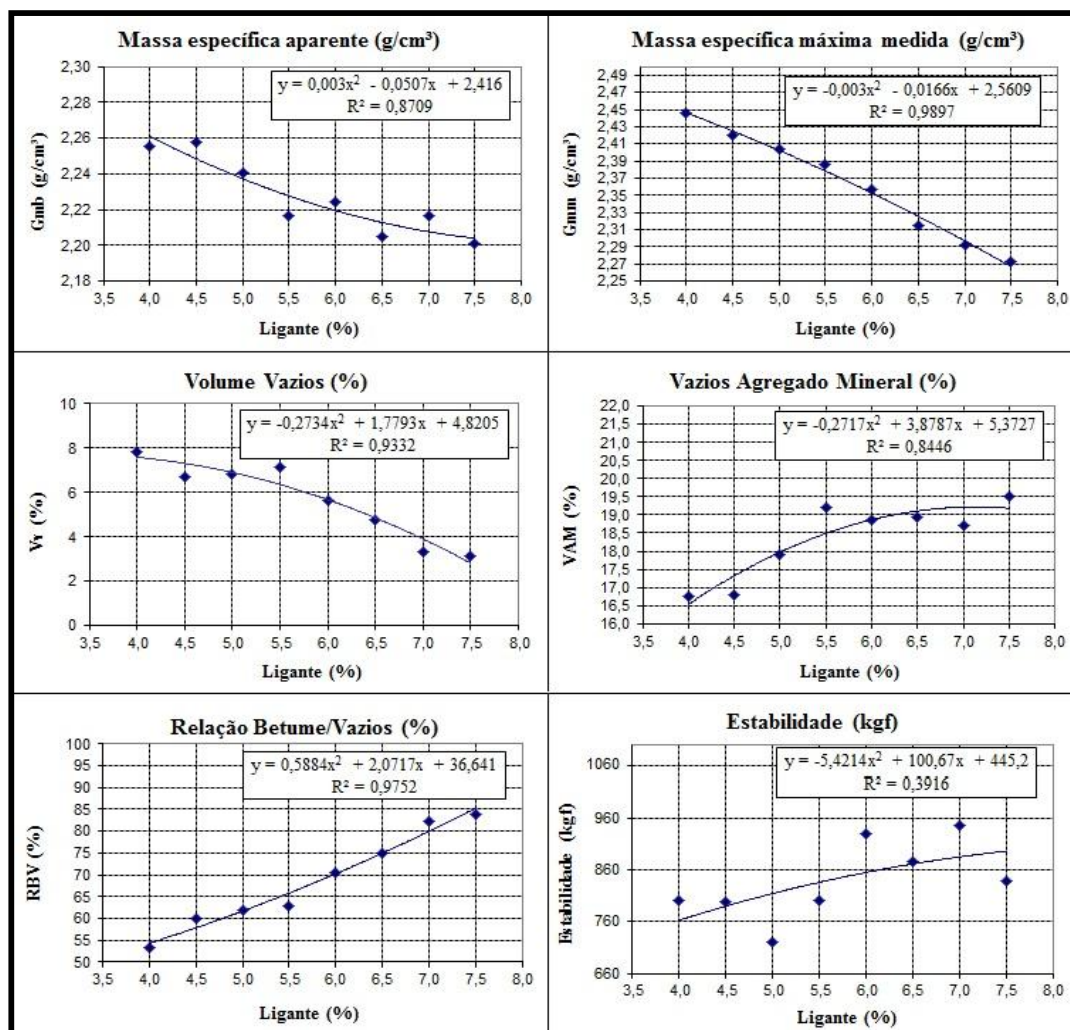 Massa específica aparente (g/cm³)
y = 0,003x² - 0,0507x + 2,416
R² = 0,8709
Gmb (g/cm³)
2,30
2,28
2,26
2,24
2,22
2,20
2,18
3,5 4,0 4,5 5,0 5,5 6,0 6,5 7,0 7,5 8,0
Ligante (%)
Massa específica máxima medida (g/cm³)
y = -0,003x² - 0,0166x + 2,5609
R² = 0,9897
Gmm (g/cm³)
2,49
2,47
2,45
2,43
2,41
2,39
2,37
2,35
2,33
2,31
2,29
2,27
2,25
3,5 4,0 4,5 5,0 5,5 6,0 6,5 7,0 7,5 8,0
Ligante (%)
Volume Vazios (%)
y = -0,2734x² + 1,7793x + 4,8205
R² = 0,9332
Vv (%)
10
8
6
4
2
0
3,5 4,0 4,5 5,0 5,5 6,0 6,5 7,0 7,5 8,0
Ligante (%)
Vazios Agregado Mineral (%)
y = -0,2717x² + 3,8787x + 5,3727
R² = 0,8446
VAM (%)
22,0
21,5
21,0
20,5
20,0
19,5
19,0
18,5
18,0
17,5
17,0
16,5
16,0
3,5 4,0 4,5 5,0 5,5 6,0 6,5 7,0 7,5 8,0
Ligante (%)
Relação Betume/Vazios (%)
y = 0,5884x² + 2,0717x + 36,641
R² = 0,9752
RBV (%)
100
95
90
85
80
75
70
65
60
55
50
3,5 4,0 4,5 5,0 5,5 6,0 6,5 7,0 7,5 8,0
Ligante (%)
Estabilidade (kgf)
y = -5,4214x² + 100,67x + 445,2
R² = 0,3916
Estabilidade (kgf)
1060
960
860
760
660
3,5 4,0 4,5 5,0 5,5 6,0 6,5 7,0 7,5 8,0
Ligante (%)